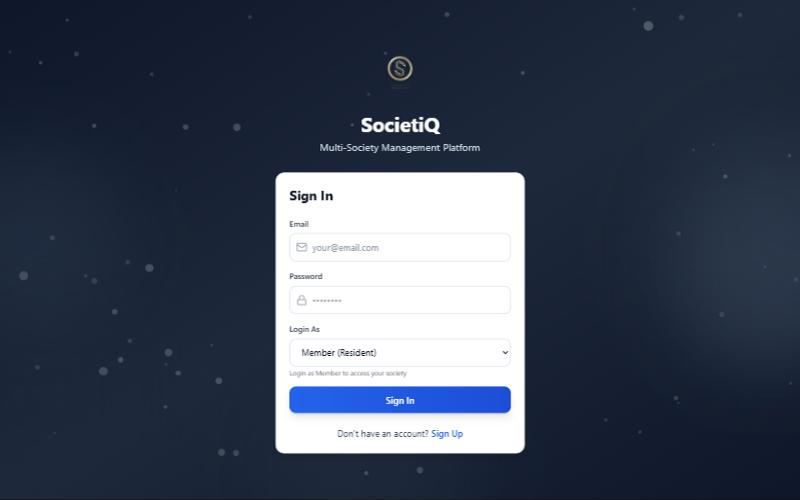 SocietiQ
Multi-Society Management Platform
Sign In
Email
your@email.com
Password
••••••••
Login As
Member (Resident)
Login as Member to access your society
Sign In
Don't have an account? Sign Up